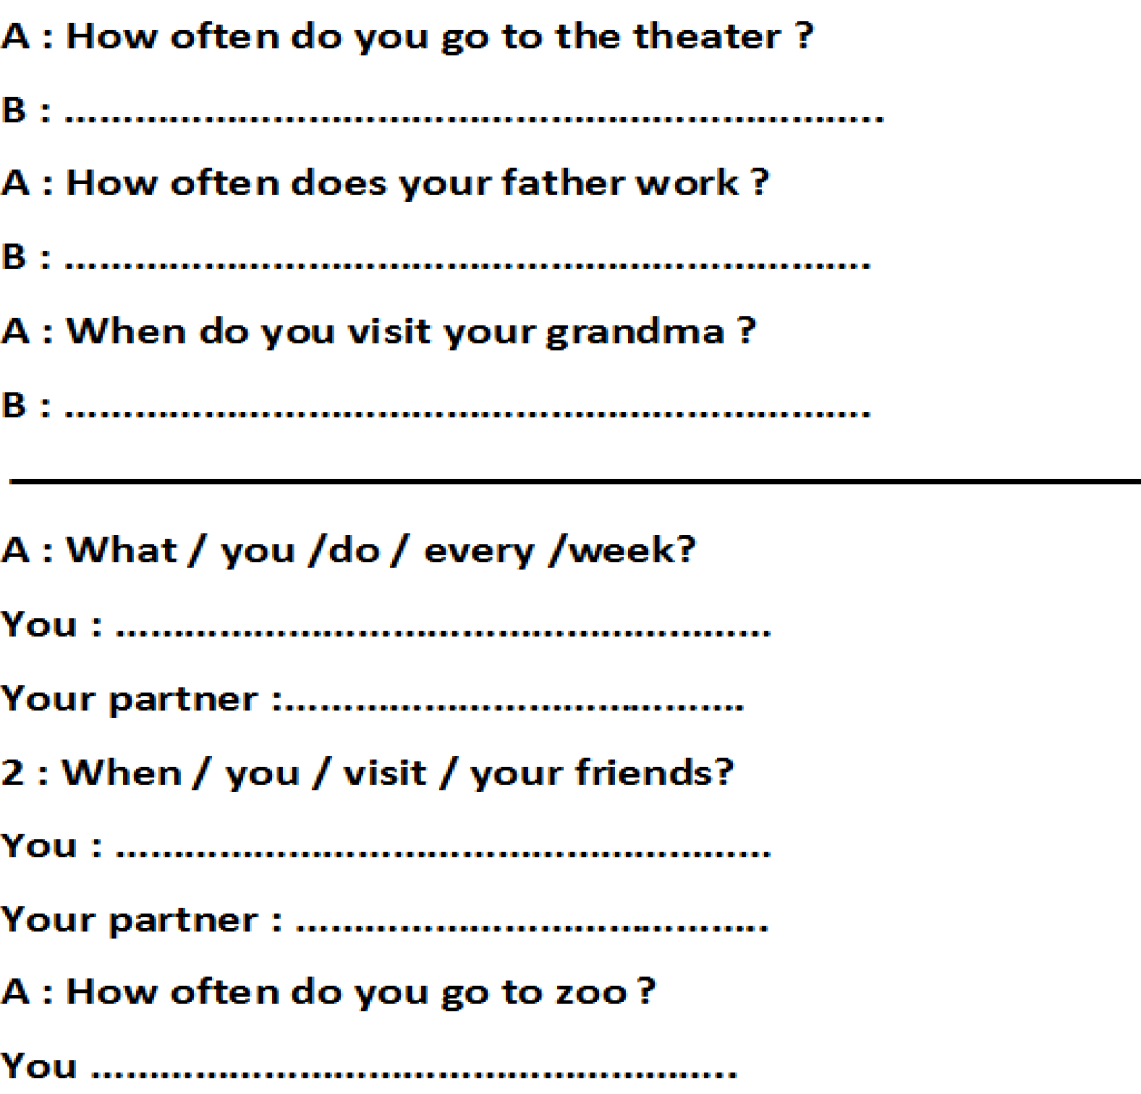 A : How often do you go to the theater ?
B : ......................................................................
A : How often does your father work ?
B : .....................................................................
A : When do you visit your grandma ?
B : .....................................................................
A : What / you /do / every /week?
You : ........................................................
Your partner :.......................................
2 : When / you / visit / your friends?
You : ........................................................
Your partner : ........................................
A : How often do you go to zoo ?
You .......................................................